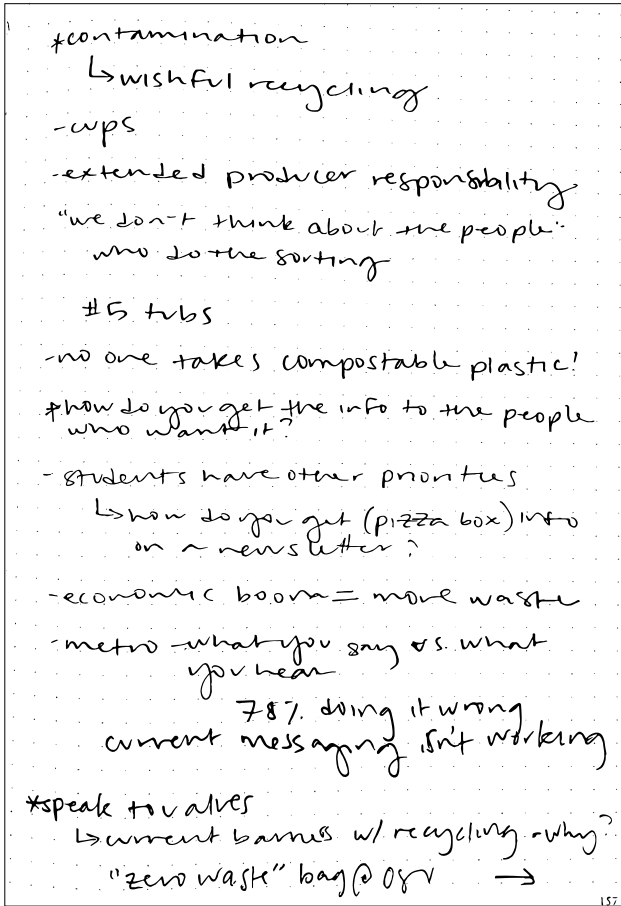 *contamination
↳wishful recycling
-cups
-extended producer responsibility
"we don't think about the people"
who do the sorting
#5 tubs
-no one takes compostable plastic!
*how do you get the info to the people
who want it?
- students have other priorities
↳how do you get (pizza box) info
on a newsletter?
-economic boom = more waste
-metro -what you say vs. what
you hear
78% doing it wrong
current messaging isn't working
*speak to values
↳current barriers w/ recycling -why?
"zero waste" bag @ OSU →
157